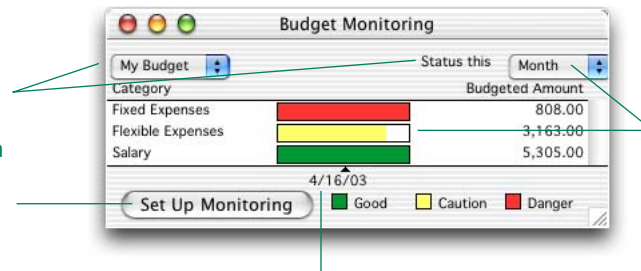 Budget Monitoring
My Budget Status this Month
Category Budgeted Amount
Fixed Expenses 808.00
Flexible Expenses 3,163.00
Salary 5,305.00
4/16/03
Set Up Monitoring Good Caution Danger